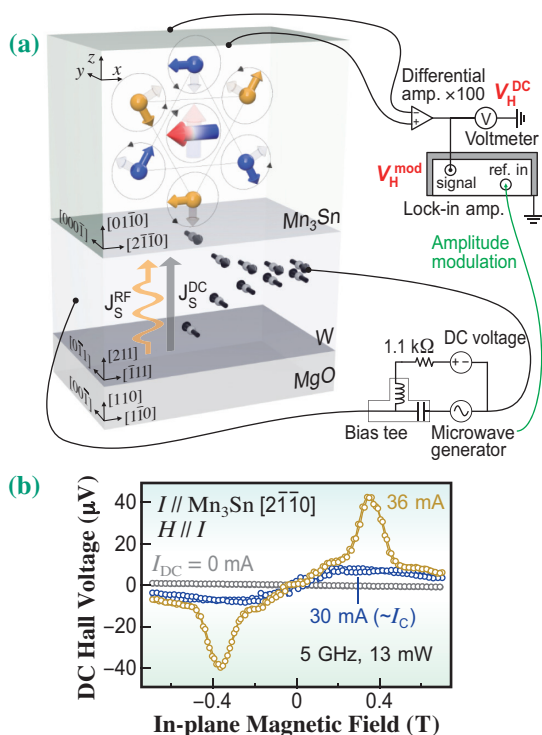 (a)
z
y
x
Differential
amp. ×100
−
+
V_H^DC
V
Voltmeter
V_H^mod
signal
ref. in
Lock-in amp.
Amplitude
modulation
[0001̄]
[011̄0]
[21̄1̄0]
Mn₃Sn
J_S^RF
J_S^DC
W
[01̄1]
[211]
[1̄11]
MgO
[001̄]
[110]
[11̄0]
1.1 kΩ
DC voltage
+ −
Bias tee
Microwave
generator
(b)
DC Hall Voltage (μV)
40
20
0
−20
−40
I // Mn₃Sn [21̄1̄0]
H // I
36 mA
I_DC = 0 mA
30 mA (~I_C)
5 GHz, 13 mW
−0.4
0
0.4
In-plane Magnetic Field (T)